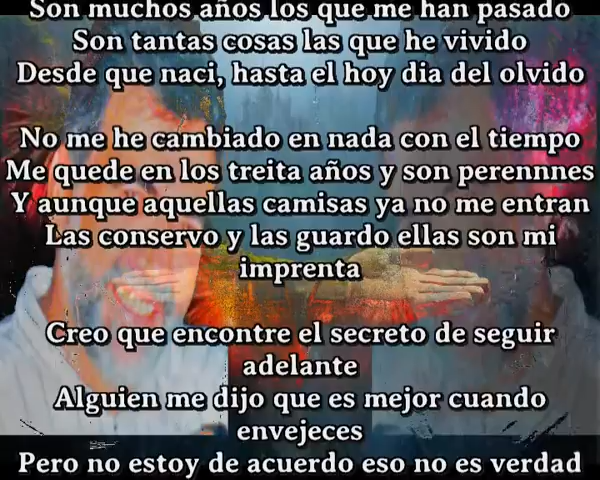 Son muchos años los que me han pasado
Son tantas cosas las que he vivido
Desde que naci, hasta el hoy dia del olvido
No me he cambiado en nada con el tiempo
Me quede en los treita años y son perennnes
Y aunque aquellas camisas ya no me entran
Las conservo y las guardo ellas son mi
imprenta
Creo que encontre el secreto de seguir
adelante
Alguien me dijo que es mejor cuando
envejeces
Pero no estoy de acuerdo eso no es verdad